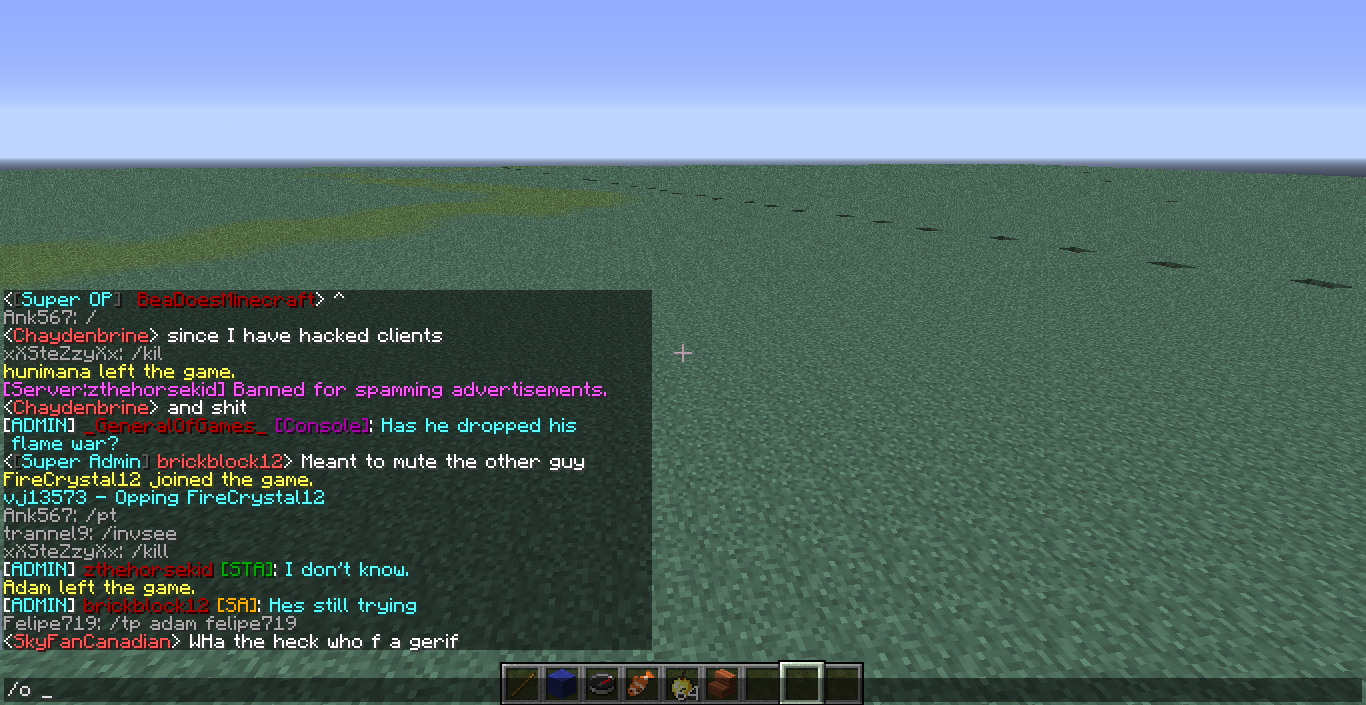 <[Super OP] BeaDoesMinecraft> ^
Ank567: /
<Chaydenbrine> since I have hacked clients
xXSteZzyXx: /kil
hunimana left the game.
[Server:zthehorsekid] Banned for spamming advertisements.
<Chaydenbrine> and shit
[ADMIN] _GeneralOfGames_ [Console]: Has he dropped his
flame war?
<[Super Admin] brickblock12> Meant to mute the other guy
FireCrystal12 joined the game.
vj13573 - Opping FireCrystal12
Ank567: /pt
trannel9: /invsee
xXSteZzyXx: /kill
[ADMIN] zthehorsekid [STA]: I don't know.
Adam left the game.
[ADMIN] brickblock12 [SA]: Hes still trying
Felipe719: /tp adam felipe719
<SkyFanCanadian> WHa the heck who f a gerif
64
/o _